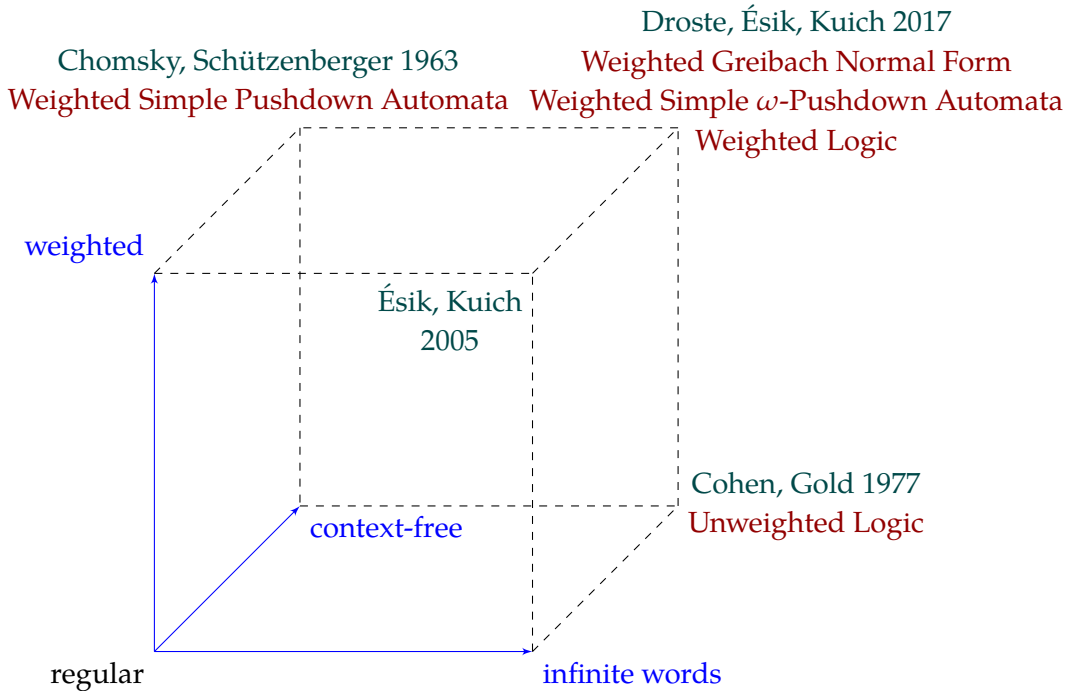 Droste, Ésik, Kuich 2017
Chomsky, Schützenberger 1963
Weighted Greibach Normal Form
Weighted Simple Pushdown Automata
Weighted Simple ω-Pushdown Automata
Weighted Logic
weighted
Ésik, Kuich
2005
Cohen, Gold 1977
Unweighted Logic
context-free
regular
infinite words